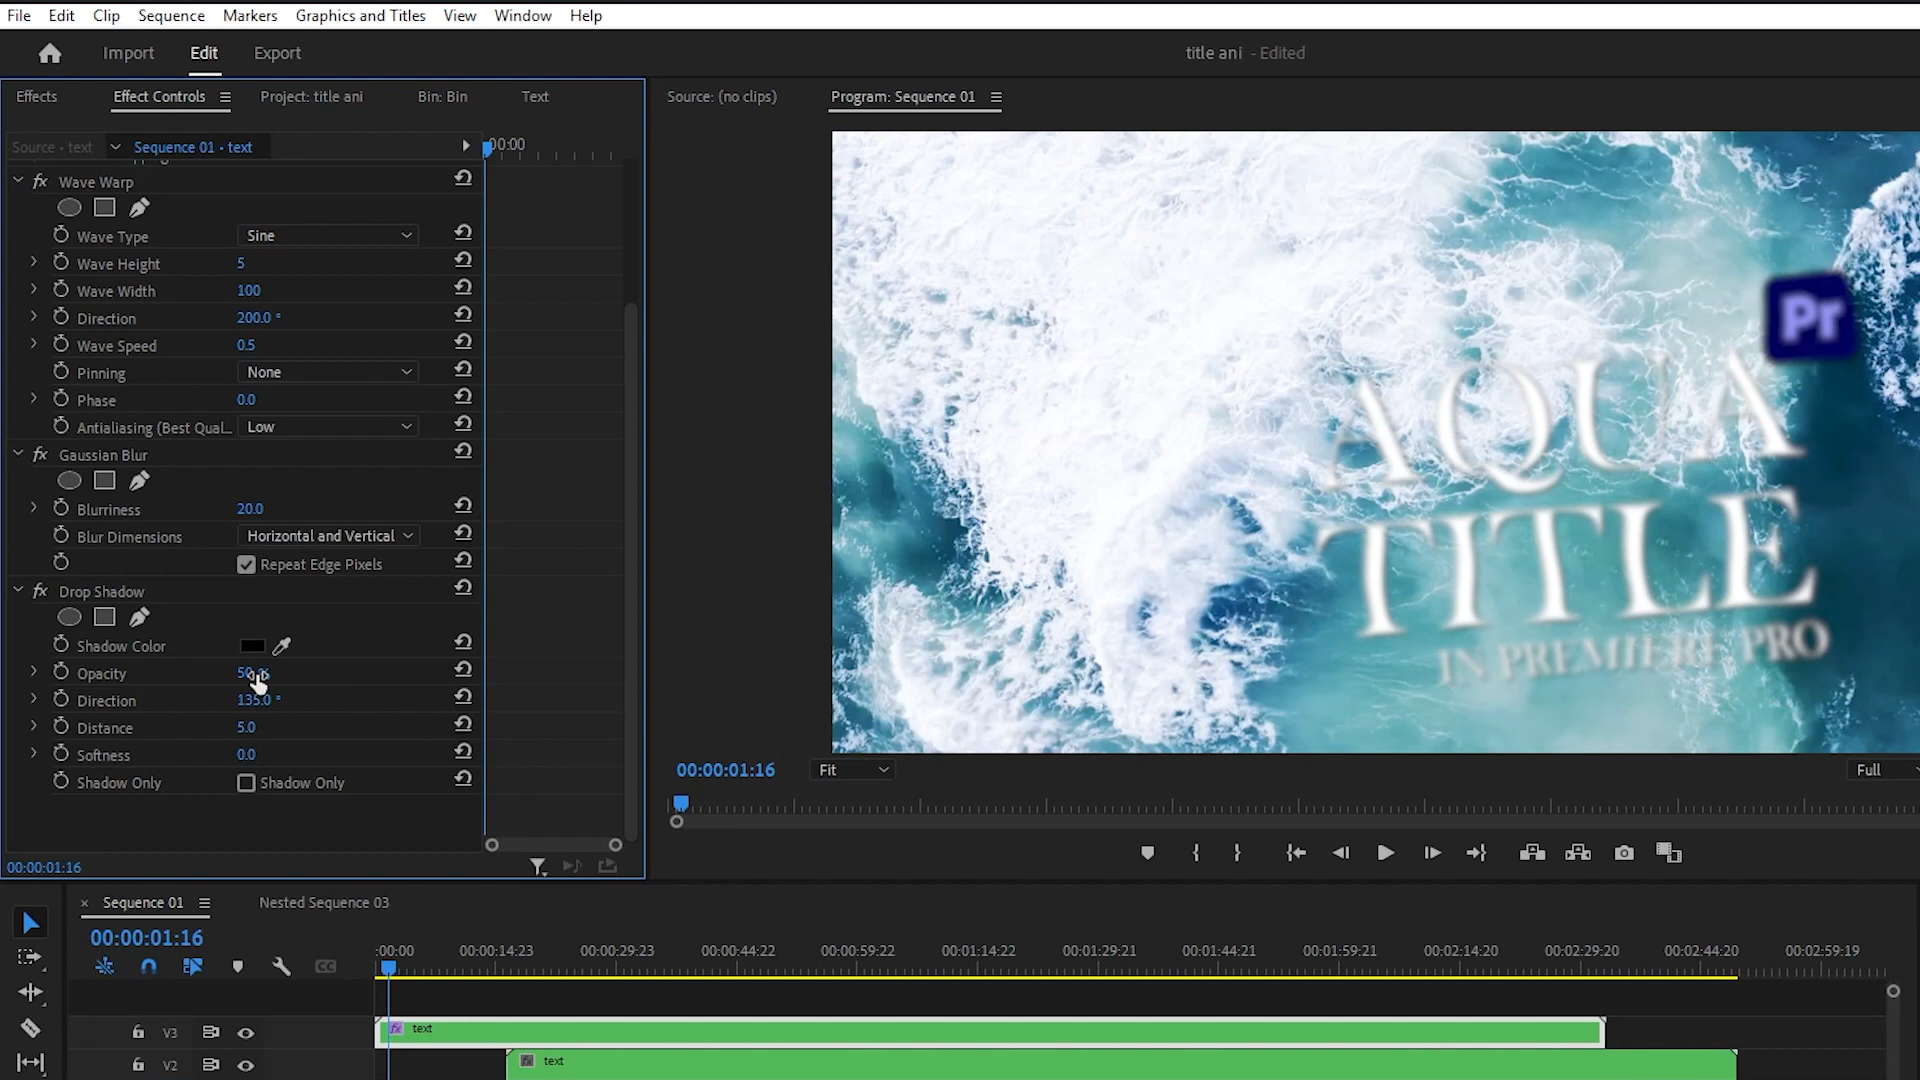 File Edit Clip Sequence Markers Graphics and Titles View Window Help
Import Edit Export
title ani - Edited
Effects Effect Controls Project: title ani Bin: Bin Text
Source: (no clips) Program: Sequence 01
Source · text Sequence 01 · text
:00:00
fx Wave Warp
Wave Type Sine
Wave Height 5
Wave Width 100
Direction 200.0 °
Wave Speed 0.5
Pinning None
Phase 0.0
Antialiasing (Best Qual... Low
fx Gaussian Blur
Blurriness 20.0
Blur Dimensions Horizontal and Vertical
Repeat Edge Pixels
fx Drop Shadow
Shadow Color
Opacity 50 %
Direction 135.0 °
Distance 5.0
Softness 0.0
Shadow Only Shadow Only
00:00:01:16
Pr
AQUA
TITLE
IN PREMIERE PRO
00:00:01:16 Fit Full
Sequence 01 Nested Sequence 03
00:00:01:16
:00:00 00:00:14:23 00:00:29:23 00:00:44:22 00:00:59:22 00:01:14:22 00:01:29:21 00:01:44:21 00:01:59:21 00:02:14:20 00:02:29:20 00:02:44:20 00:02:59:19
CC
V3 fx text
V2 fx text